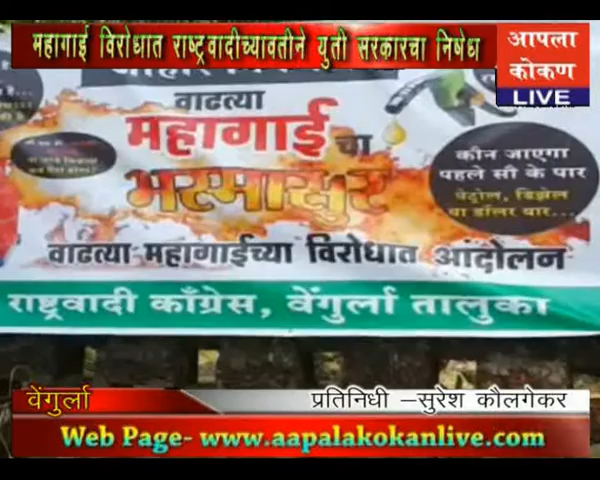 महागाई विरोधात राष्ट्रवादीच्यावतीने युती सरकारचा निषेध
आपला
कोकण
LIVE
वाढत्या
महागाई चा
भस्मासुर
कौन जाएगा
पहले सौ के पार
पेट्रोल, डिझेल
या डॉलर यार...
वाढत्या महागाईच्या विरोधात आंदोलन
राष्ट्रवादी काँग्रेस, वेंगुर्ला तालुका
वेंगुर्ला
प्रतिनिधी –सुरेश कौलगेकर
Web Page- www.aapalakokanlive.com